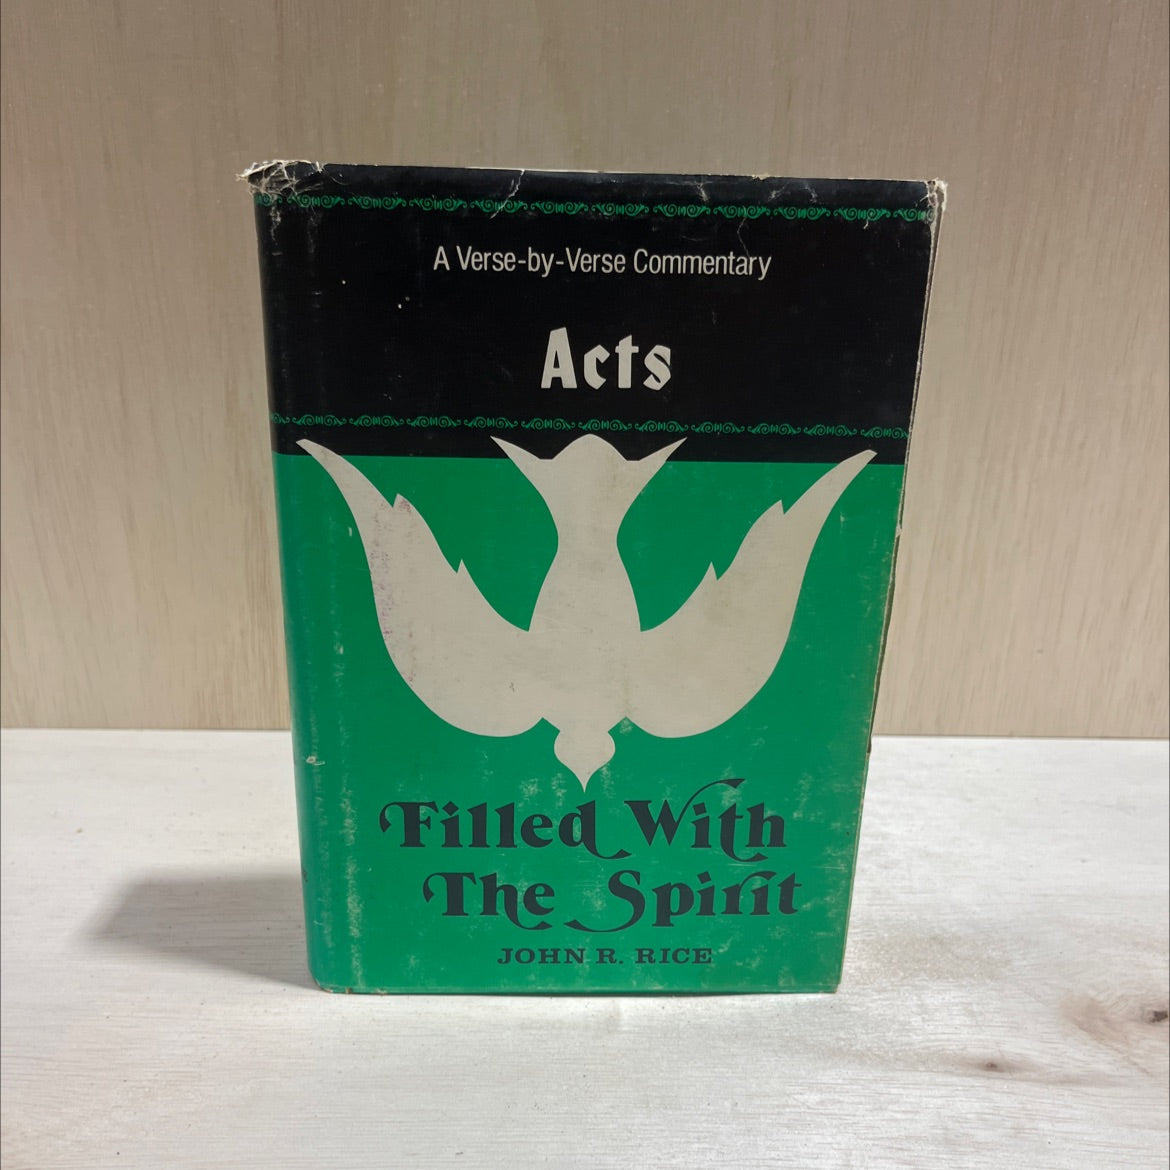 A Verse-by-Verse Commentary
Acts
Filled With
The Spirit
JOHN R. RICE